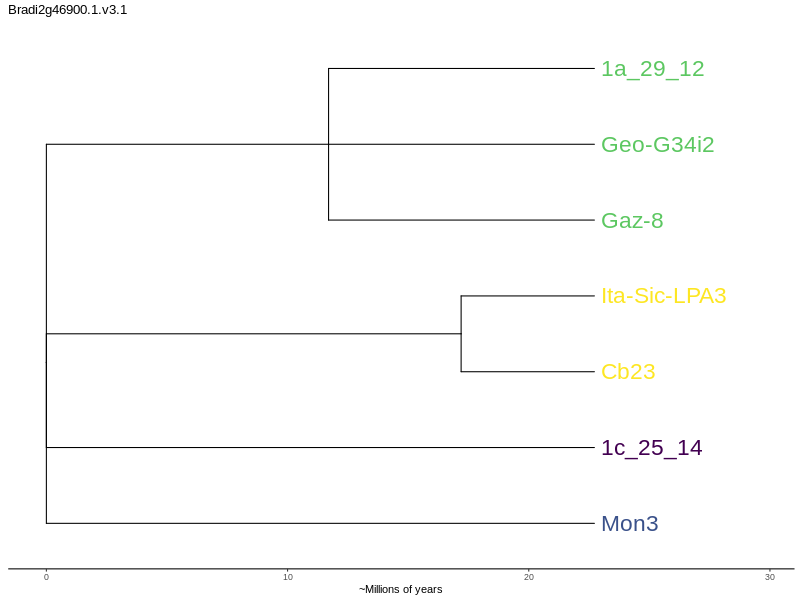 Bradi2g46900.1.v3.1
1a_29_12
Geo-G34i2
Gaz-8
Ita-Sic-LPA3
Cb23
1c_25_14
Mon3
0 10 20 30
~Millions of years